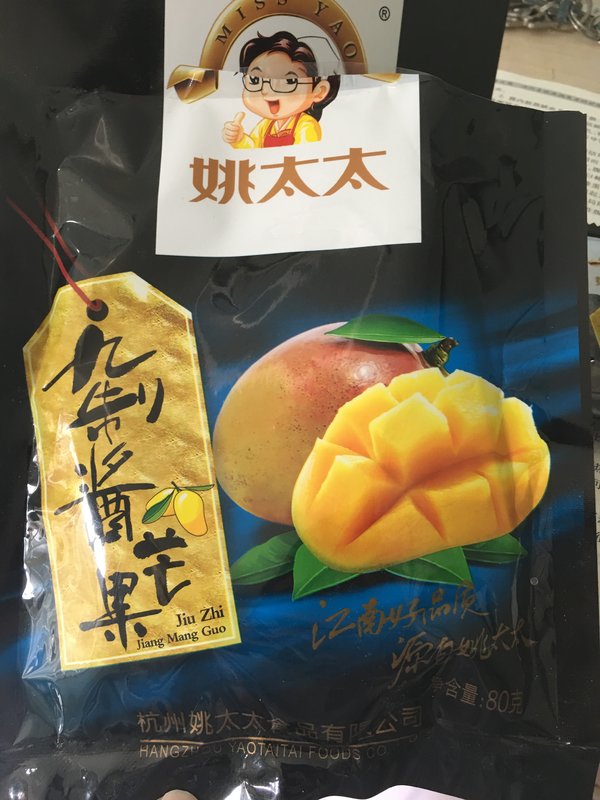 MISS YAO
®
姚太太
九制酱芒果
Jiu Zhi
Jiang Mang Guo
江南好品质
源自姚太太
净含量:80克
杭州姚太太食品有限公司
HANGZHOU YAOTAITAI FOODS CO